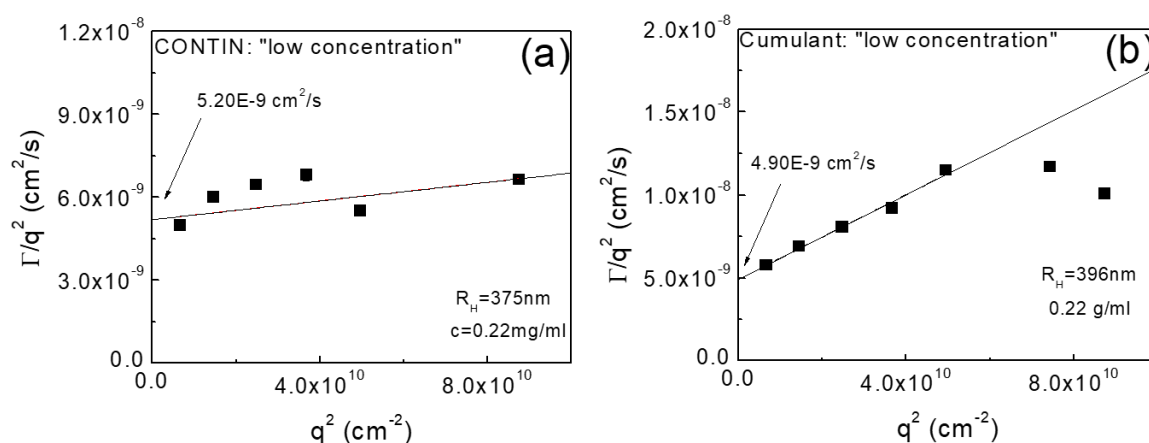 1.2x10⁻⁸
CONTIN: "low concentration"
(a)
9.0x10⁻⁹
5.20E-9 cm²/s
Γ/q² (cm²/s)
6.0x10⁻⁹
3.0x10⁻⁹
R_H=375nm
c=0.22mg/ml
0.0
0.0
4.0x10¹⁰
8.0x10¹⁰
q² (cm⁻²)
2.0x10⁻⁸
Cumulant: "low concentration"
(b)
1.5x10⁻⁸
4.90E-9 cm²/s
Γ/q² (cm²/s)
1.0x10⁻⁸
5.0x10⁻⁹
R_H=396nm
0.22 g/ml
0.0
0.0
4.0x10¹⁰
8.0x10¹⁰
q² (cm⁻²)